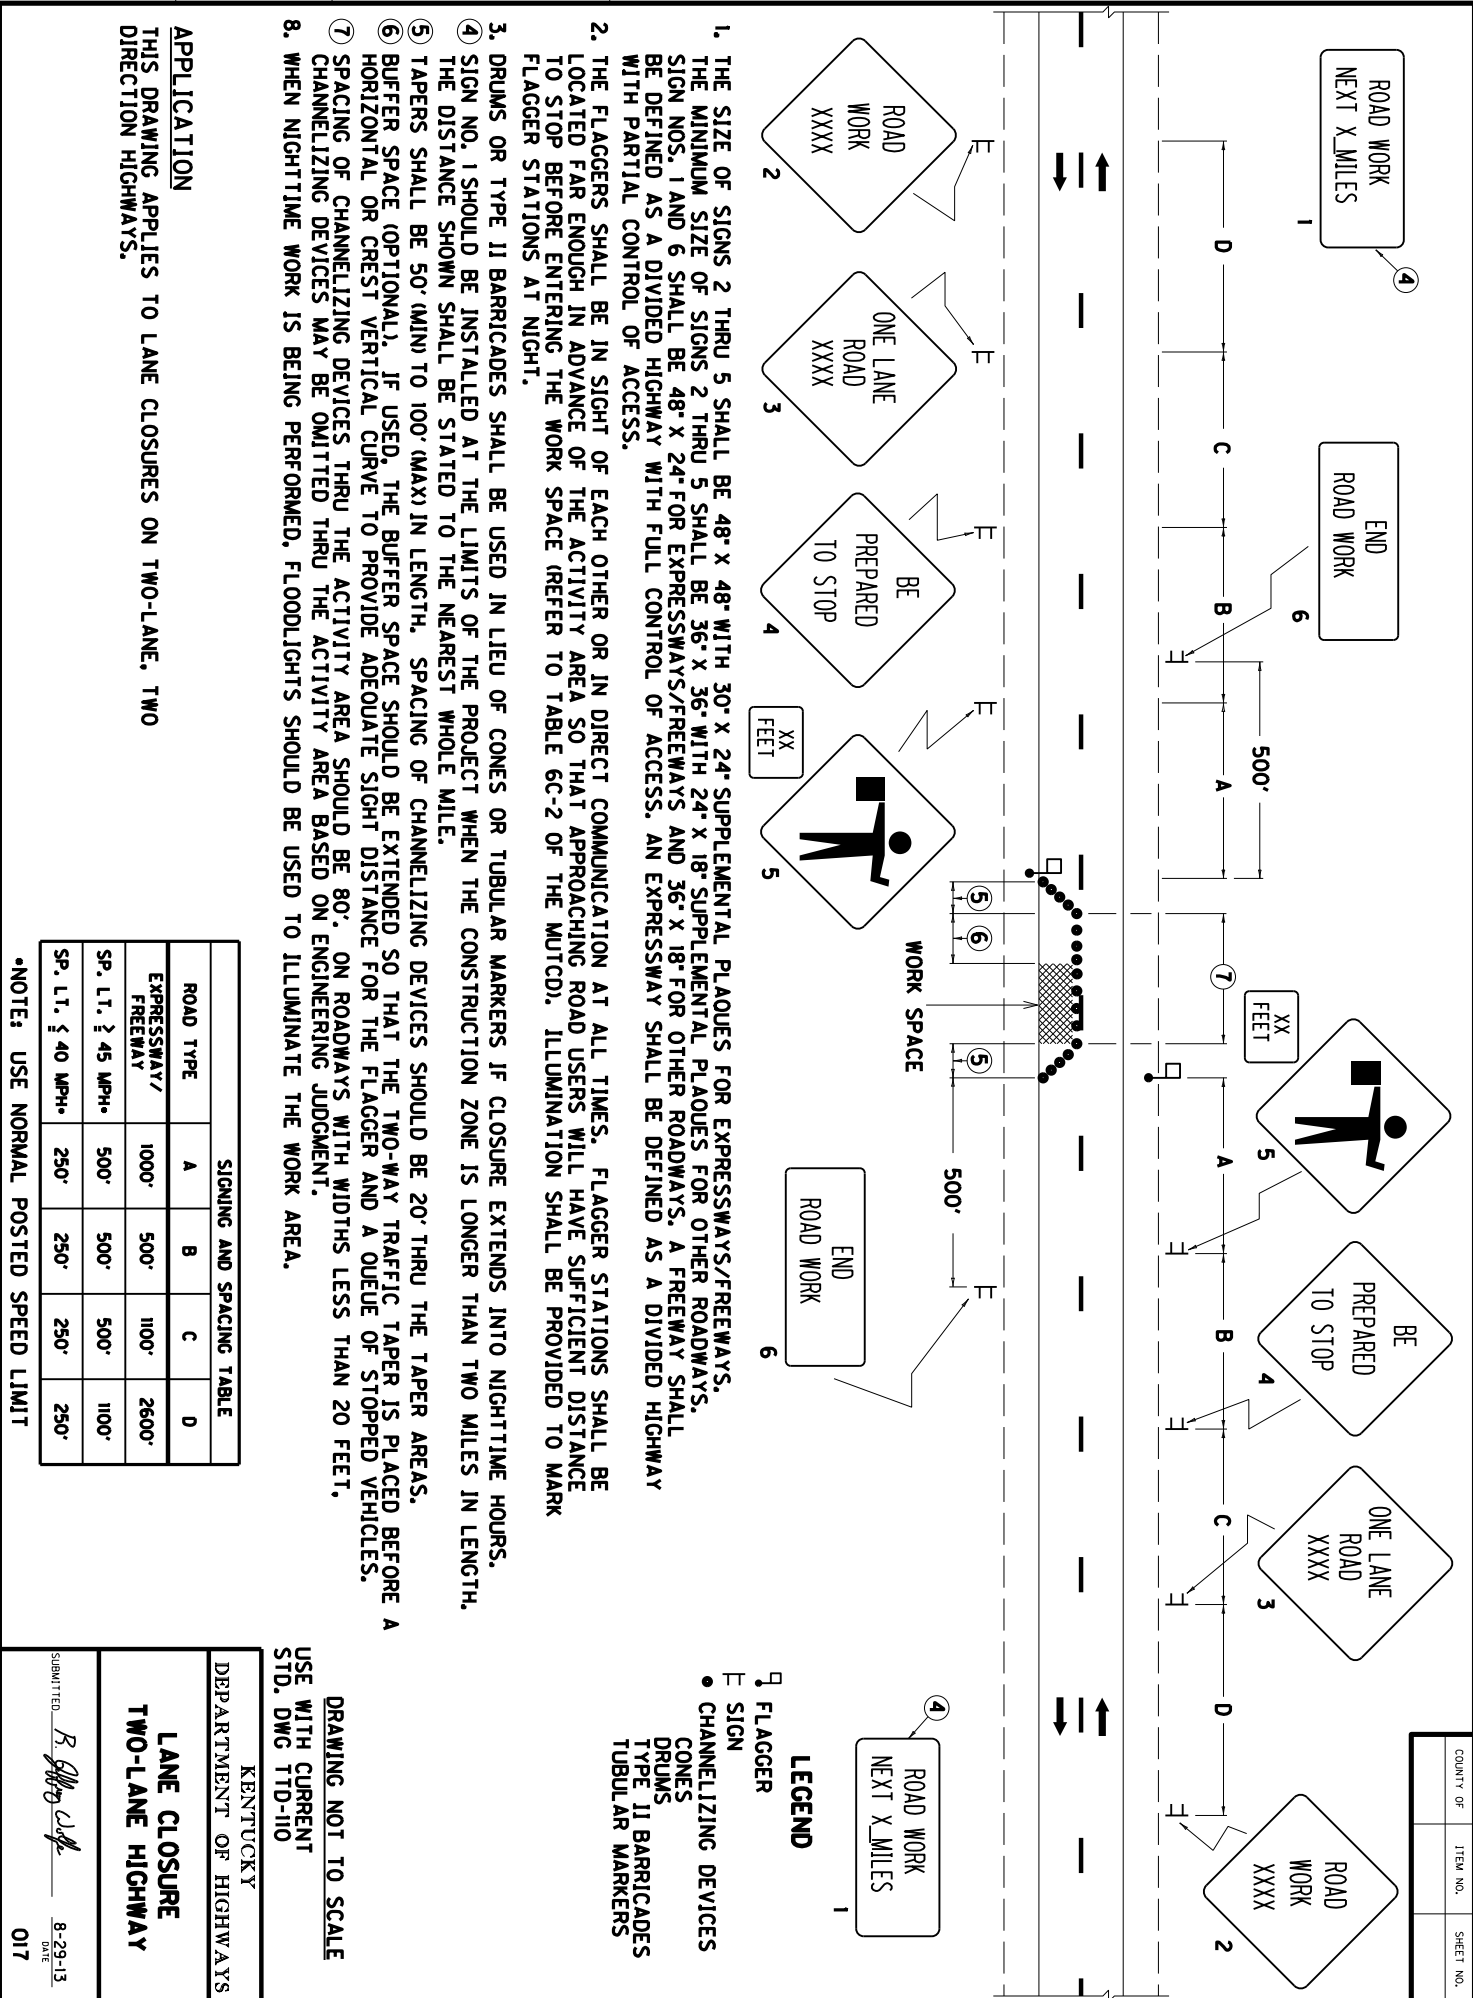 COUNTY OF
ITEM NO.
SHEET NO.
ROAD WORK
NEXT X MILES
1
4
END
ROAD WORK
6
XX
FEET
5
BE
PREPARED
TO STOP
4
ONE LANE
ROAD
XXXX
3
ROAD
WORK
XXXX
2
D
C
B
A
500'
7
A
B
C
D
5
6
5
WORK SPACE
500'
ROAD
WORK
XXXX
2
ONE LANE
ROAD
XXXX
3
BE
PREPARED
TO STOP
4
XX
FEET
5
END
ROAD WORK
6
4
ROAD WORK
NEXT X MILES
1
LEGEND
FLAGGER
SIGN
CHANNELIZING DEVICES
CONES
DRUMS
TYPE II BARRICADES
TUBULAR MARKERS
1. THE SIZE OF SIGNS 2 THRU 5 SHALL BE 48" X 48" WITH 30" X 24" SUPPLEMENTAL PLAQUES FOR EXPRESSWAYS/FREEWAYS.
THE MINIMUM SIZE OF SIGNS 2 THRU 5 SHALL BE 36" X 36" WITH 24" X 18" SUPPLEMENTAL PLAQUES FOR OTHER ROADWAYS.
SIGN NOS. 1 AND 6 SHALL BE 48" X 24" FOR EXPRESSWAYS/FREEWAYS AND 36" X 18" FOR OTHER ROADWAYS. A FREEWAY SHALL
BE DEFINED AS A DIVIDED HIGHWAY WITH FULL CONTROL OF ACCESS. AN EXPRESSWAY SHALL BE DEFINED AS A DIVIDED HIGHWAY
WITH PARTIAL CONTROL OF ACCESS.
2. THE FLAGGERS SHALL BE IN SIGHT OF EACH OTHER OR IN DIRECT COMMUNICATION AT ALL TIMES. FLAGGER STATIONS SHALL BE
LOCATED FAR ENOUGH IN ADVANCE OF THE ACTIVITY AREA SO THAT APPROACHING ROAD USERS WILL HAVE SUFFICIENT DISTANCE
TO STOP BEFORE ENTERING THE WORK SPACE (REFER TO TABLE 6C-2 OF THE MUTCD). ILLUMINATION SHALL BE PROVIDED TO MARK
FLAGGER STATIONS AT NIGHT.
3. DRUMS OR TYPE II BARRICADES SHALL BE USED IN LIEU OF CONES OR TUBULAR MARKERS IF CLOSURE EXTENDS INTO NIGHTTIME HOURS.
4 SIGN NO. 1 SHOULD BE INSTALLED AT THE LIMITS OF THE PROJECT WHEN THE CONSTRUCTION ZONE IS LONGER THAN TWO MILES IN LENGTH.
THE DISTANCE SHOWN SHALL BE STATED TO THE NEAREST WHOLE MILE.
5 TAPERS SHALL BE 50' (MIN) TO 100' (MAX) IN LENGTH. SPACING OF CHANNELIZING DEVICES SHOULD BE 20' THRU THE TAPER AREAS.
6 BUFFER SPACE (OPTIONAL). IF USED, THE BUFFER SPACE SHOULD BE EXTENDED SO THAT THE TWO-WAY TRAFFIC TAPER IS PLACED BEFORE A
HORIZONTAL OR CREST VERTICAL CURVE TO PROVIDE ADEQUATE SIGHT DISTANCE FOR THE FLAGGER AND A QUEUE OF STOPPED VEHICLES.
7 SPACING OF CHANNELIZING DEVICES THRU THE ACTIVITY AREA SHOULD BE 80'. ON ROADWAYS WITH WIDTHS LESS THAN 20 FEET,
CHANNELIZING DEVICES MAY BE OMITTED THRU THE ACTIVITY AREA BASED ON ENGINEERING JUDGMENT.
8. WHEN NIGHTTIME WORK IS BEING PERFORMED, FLOODLIGHTS SHOULD BE USED TO ILLUMINATE THE WORK AREA.
APPLICATION
THIS DRAWING APPLIES TO LANE CLOSURES ON TWO-LANE, TWO
DIRECTION HIGHWAYS.
SIGNING AND SPACING TABLE
ROAD TYPE A B C D
EXPRESSWAY/
FREEWAY 1000' 500' 1100' 2600'
SP. LT. ≥ 45 MPH* 500' 500' 500' 1100'
SP. LT. ≤ 40 MPH* 250' 250' 250' 250'
*NOTE: USE NORMAL POSTED SPEED LIMIT
DRAWING NOT TO SCALE
USE WITH CURRENT
STD. DWG TTD-110
KENTUCKY
DEPARTMENT OF HIGHWAYS
LANE CLOSURE
TWO-LANE HIGHWAY
SUBMITTED R. Jeffrey Wolfe 8-29-13
DATE
017